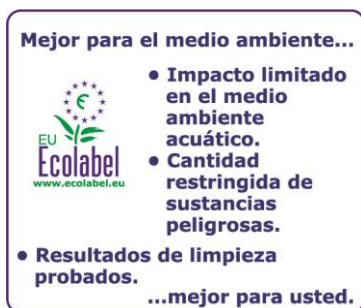 Mejor para el medio ambiente...
• Impacto limitado
en el medio
ambiente
acuático.
• Cantidad
restringida de
sustancias
peligrosas.
EU
Ecolabel
www.ecolabel.eu
• Resultados de limpieza
probados.
...mejor para usted.